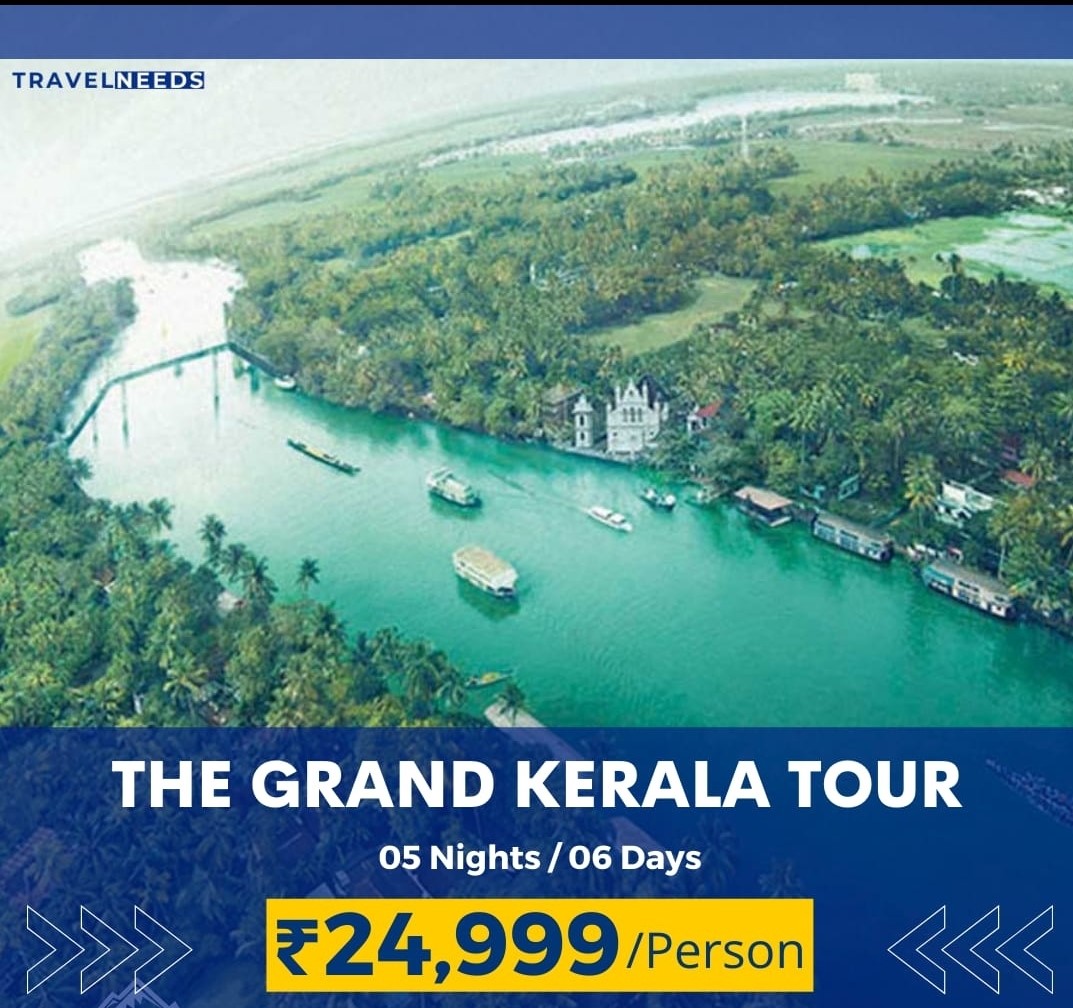 TRAVELNEEDS
THE GRAND KERALA TOUR
05 Nights / 06 Days
₹24,999/Person